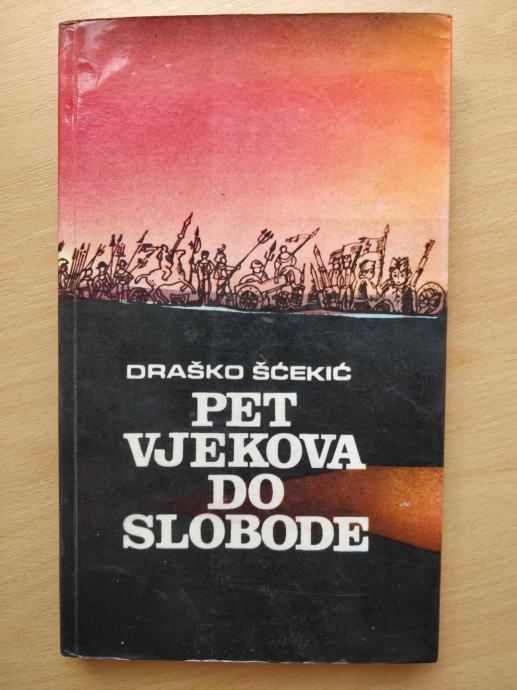 DRAŠKO ŠĆEKIĆ
PET
VJEKOVA
DO
SLOBODE